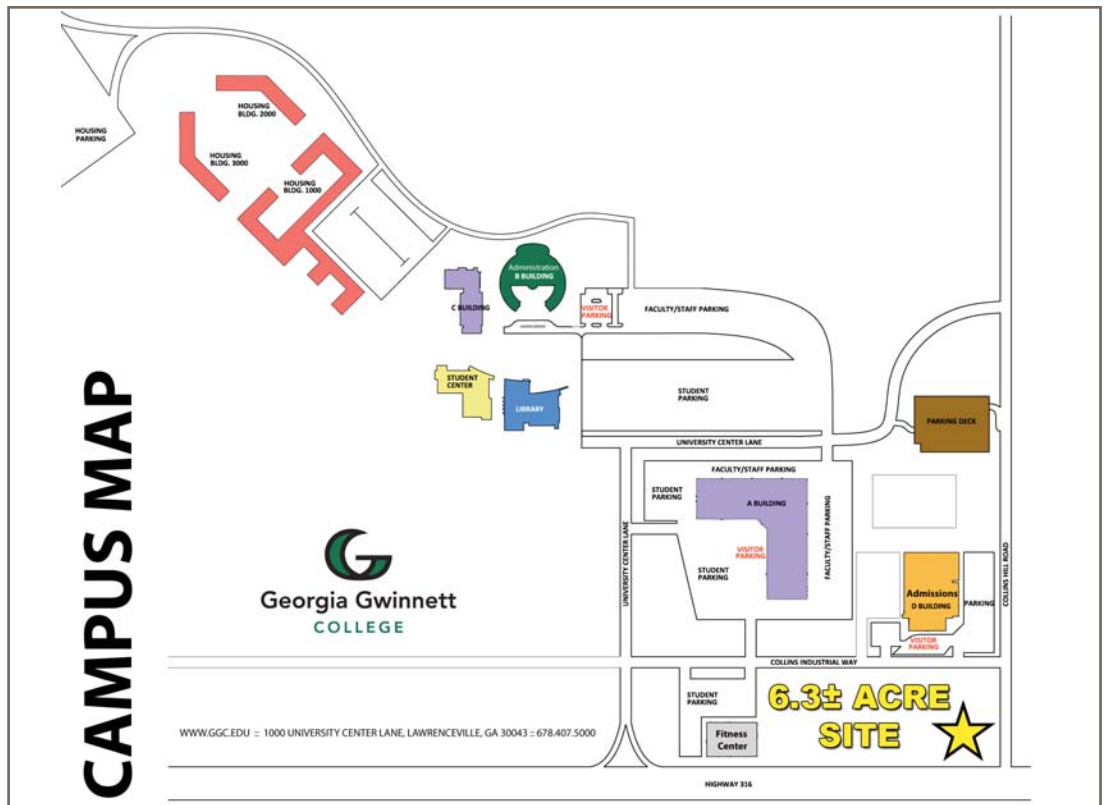 CAMPUS MAP
HOUSING
PARKING
HOUSING
BLDG. 2000
HOUSING
BLDG. 3000
HOUSING
BLDG. 1000
Administration
B BUILDING
C BUILDING
VISITOR
PARKING
FACULTY/STAFF PARKING
STUDENT
CENTER
LIBRARY
STUDENT
PARKING
PARKING DECK
UNIVERSITY CENTER LANE
FACULTY/STAFF PARKING
STUDENT
PARKING
A BUILDING
VISITOR
PARKING
STUDENT
PARKING
FACULTY/STAFF PARKING
UNIVERSITY CENTER LANE
COLLINS HILL ROAD
Admissions
D BUILDING
PARKING
VISITOR
PARKING
COLLINS INDUSTRIAL WAY
Georgia Gwinnett
COLLEGE
STUDENT
PARKING
6.3± ACRE
SITE
Fitness
Center
WWW.GGC.EDU :: 1000 UNIVERSITY CENTER LANE, LAWRENCEVILLE, GA 30043 :: 678.407.5000
HIGHWAY 316